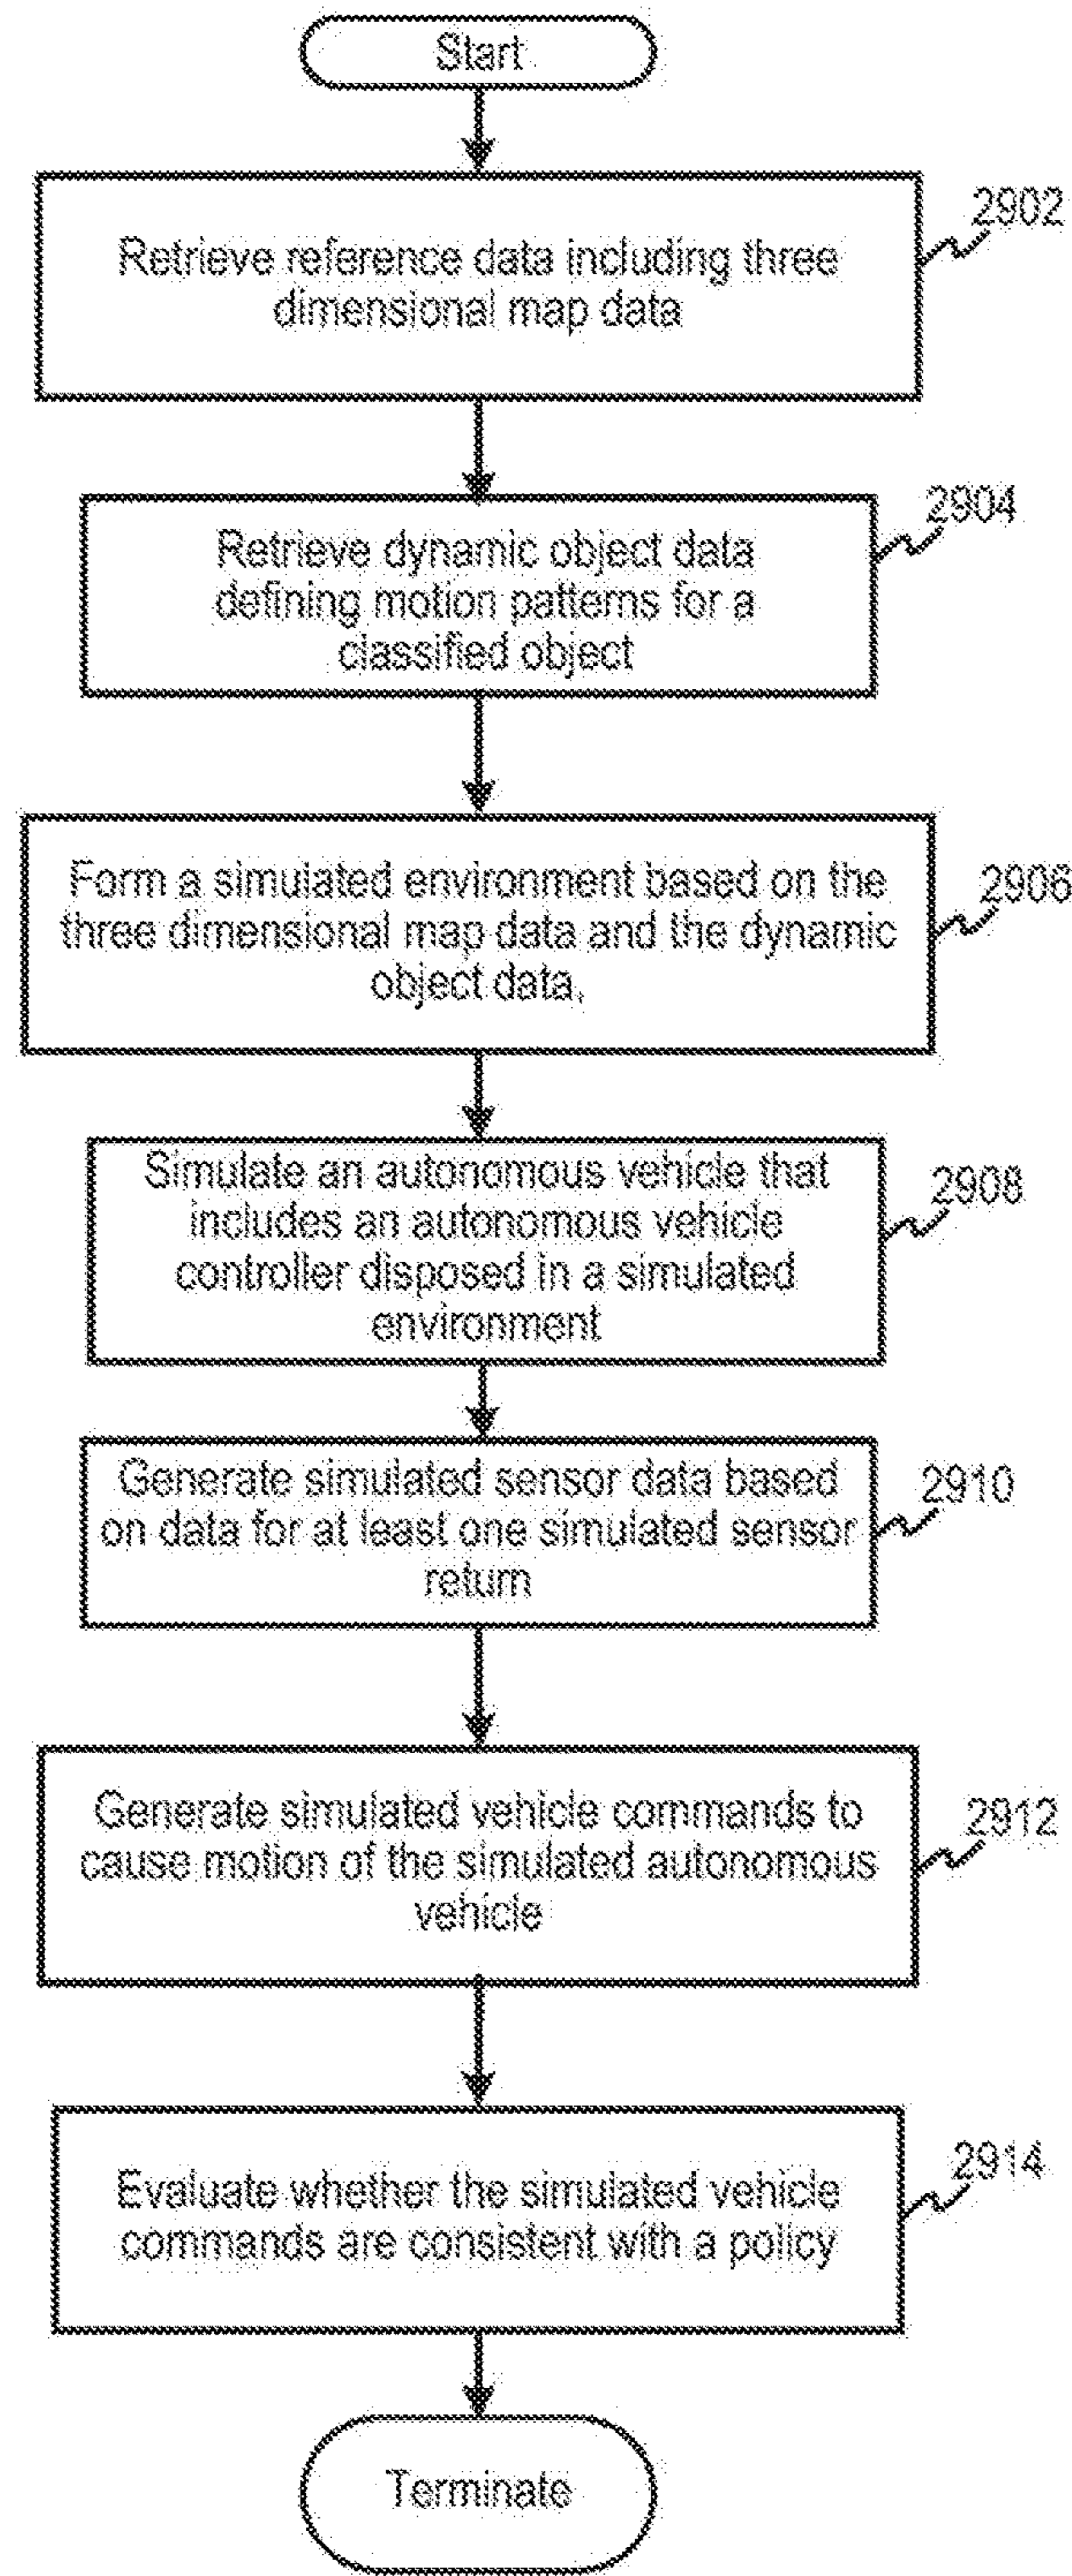 Start
2902
Retrieve reference data including three
dimensional map data
2904
Retrieve dynamic object data
defining motion patterns for a
classified object
2906
Form a simulated environment based on the
three dimensional map data and the dynamic
object data,
2908
Simulate an autonomous vehicle that
includes an autonomous vehicle
controller disposed in a simulated
environment
2910
Generate simulated sensor data based
on data for at least one simulated sensor
return
2912
Generate simulated vehicle commands to
cause motion of the simulated autonomous
vehicle
2914
Evaluate whether the simulated vehicle
commands are consistent with a policy
Terminate